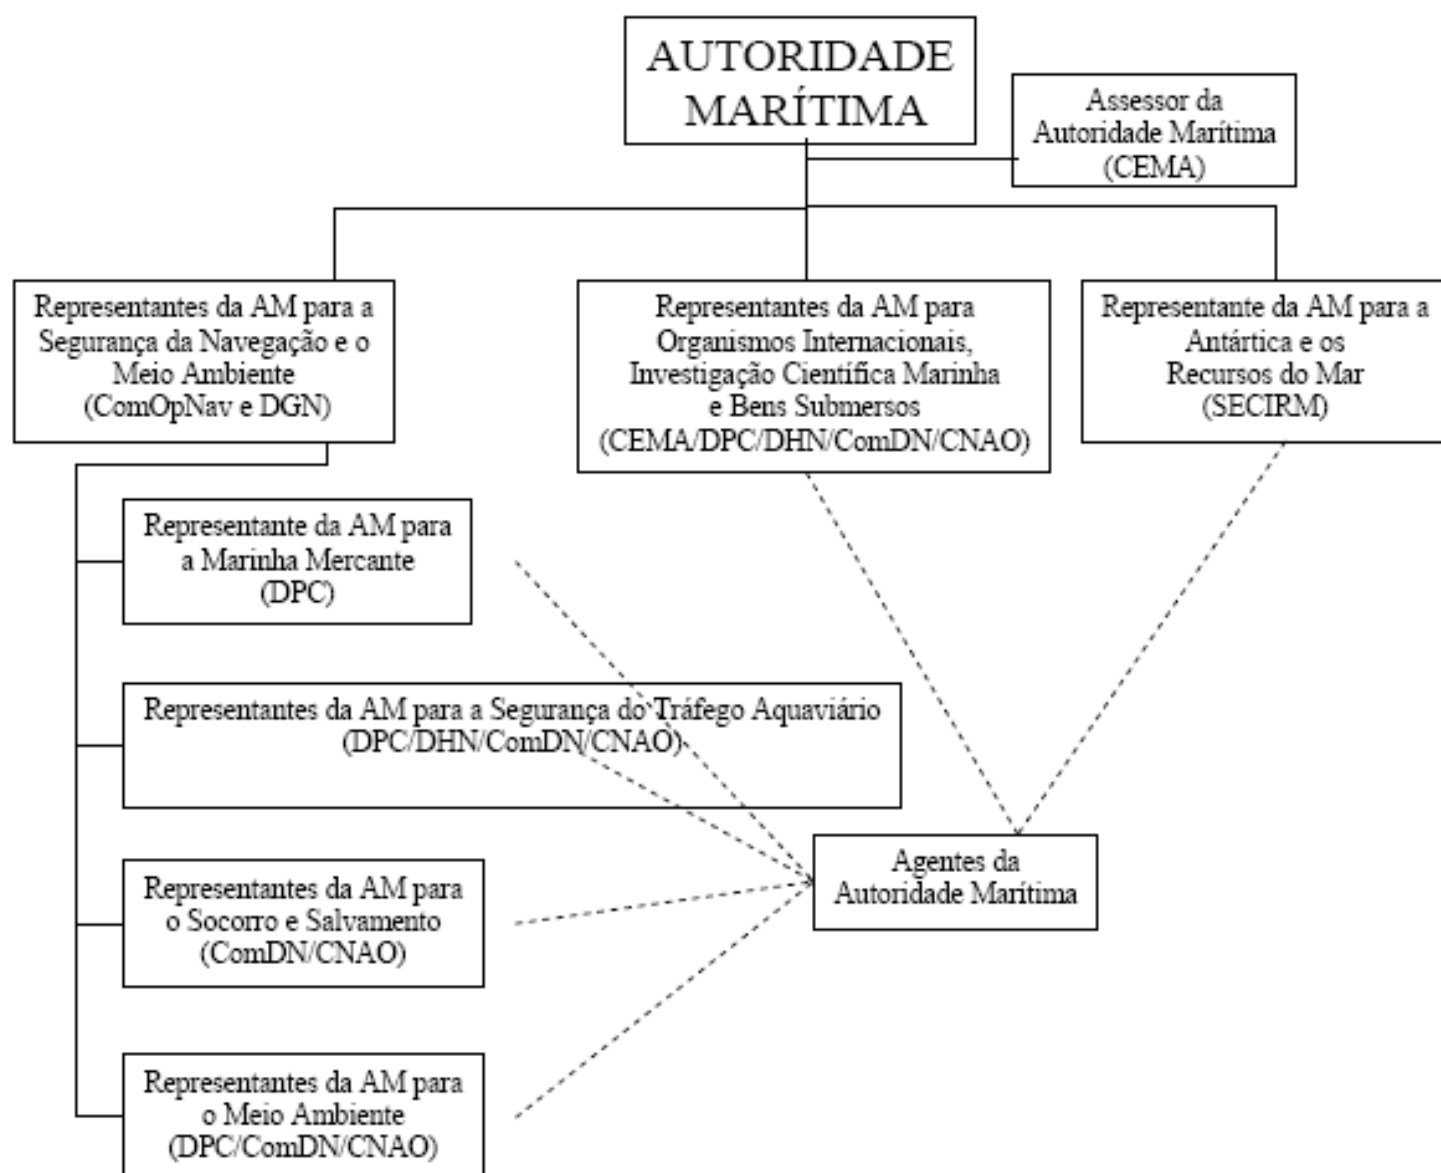 AUTORIDADE
MARÍTIMA
Assessor da
Autoridade Marítima
(CEMA)
Representantes da AM para a
Segurança da Navegação e o
Meio Ambiente
(ComOpNav e DGN)
Representantes da AM para
Organismos Internacionais,
Investigação Científica Marinha
e Bens Submersos
(CEMA/DPC/DHN/ComDN/CNAO)
Representante da AM para a
Antártica e os
Recursos do Mar
(SECIRM)
Representante da AM para
a Marinha Mercante
(DPC)
Representantes da AM para a Segurança do Tráfego Aquaviário
(DPC/DHN/ComDN/CNAO)
Representantes da AM para
o Socorro e Salvamento
(ComDN/CNAO)
Agentes da
Autoridade Marítima
Representantes da AM para
o Meio Ambiente
(DPC/ComDN/CNAO)